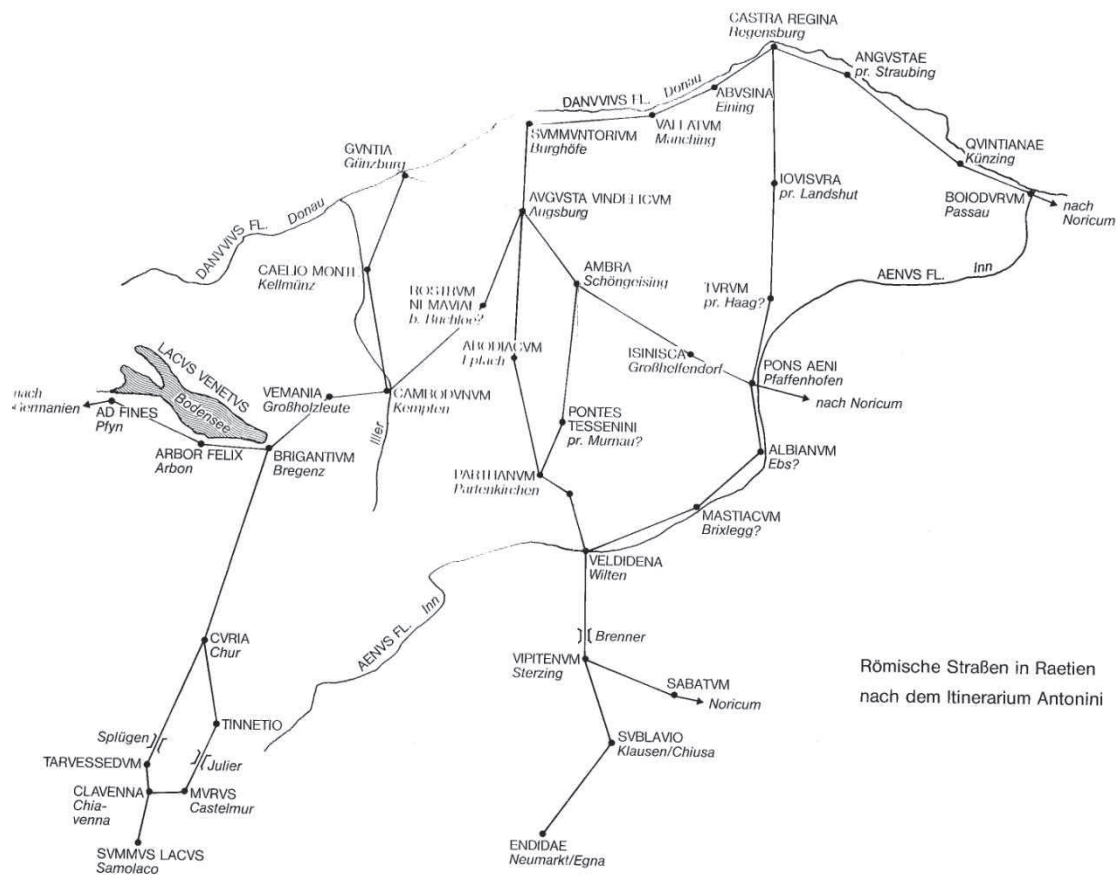 CASTRA REGINA
Regensburg
ANGVSTAE
pr. Straubing
DANVVIVS FL.
Donau
ABVSINA
Eining
VALLATVM
Manching
SVMMVNTORIVM
Burghöfe
GVNTIA
Günzburg
QVINTIANAE
Künzing
IOVISVRA
pr. Landshut
BOIODVRVM
Passau
nach
Noricum
AVGVSTA VINDELICVM
Augsburg
DANVVIVS FL.
Donau
CAELIO MONTE
Kellmünz
AMBRA
Schöngeising
AENVS FL.
Inn
ROSTRVM
NEMAVIAE
b. Buchloe?
TVRVM
pr. Haag?
ABODIACVM
Epfach
ISINISCA
Großhelfendorf
PONS AENI
Pfaffenhofen
nach Noricum
LACVS VENETVS
Bodensee
nach
Germanien
AD FINES
Pfyn
VEMANIA
Großholzleute
CAMBODVNVM
Kempten
Iller
ARBOR FELIX
Arbon
BRIGANTIVM
Bregenz
PONTES
TESSENINI
pr. Murnau?
ALBIANVM
Ebs?
PARTHANVM
Partenkirchen
MASTIACVM
Brixlegg?
VELDIDENA
Wilten
AENVS FL.
Inn
Brenner
CVRIA
Chur
VIPITENVM
Sterzing
SABATVM
Noricum
Römische Straßen in Raetien
nach dem Itinerarium Antonini
TINNETIO
Splügen
SVBLAVIO
Klausen/Chiusa
TARVESSEDVM
Julier
CLAVENNA
Chia-
venna
MVRVS
Castelmur
ENDIDAE
Neumarkt/Egna
SVMMVS LACVS
Samolaco